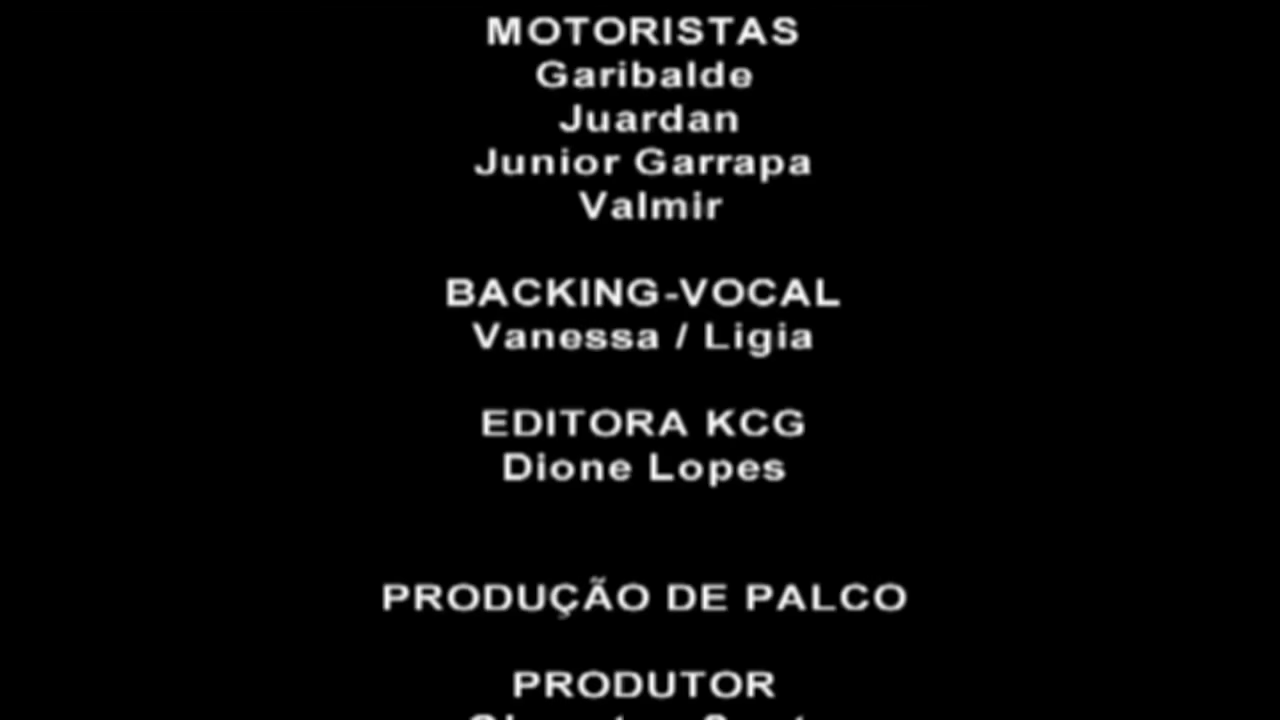 MOTORISTAS
Garibalde
Juardan
Junior Garrapa
Valmir
BACKING-VOCAL
Vanessa / Ligia
EDITORA KCG
Dione Lopes
PRODUÇÃO DE PALCO
PRODUTOR